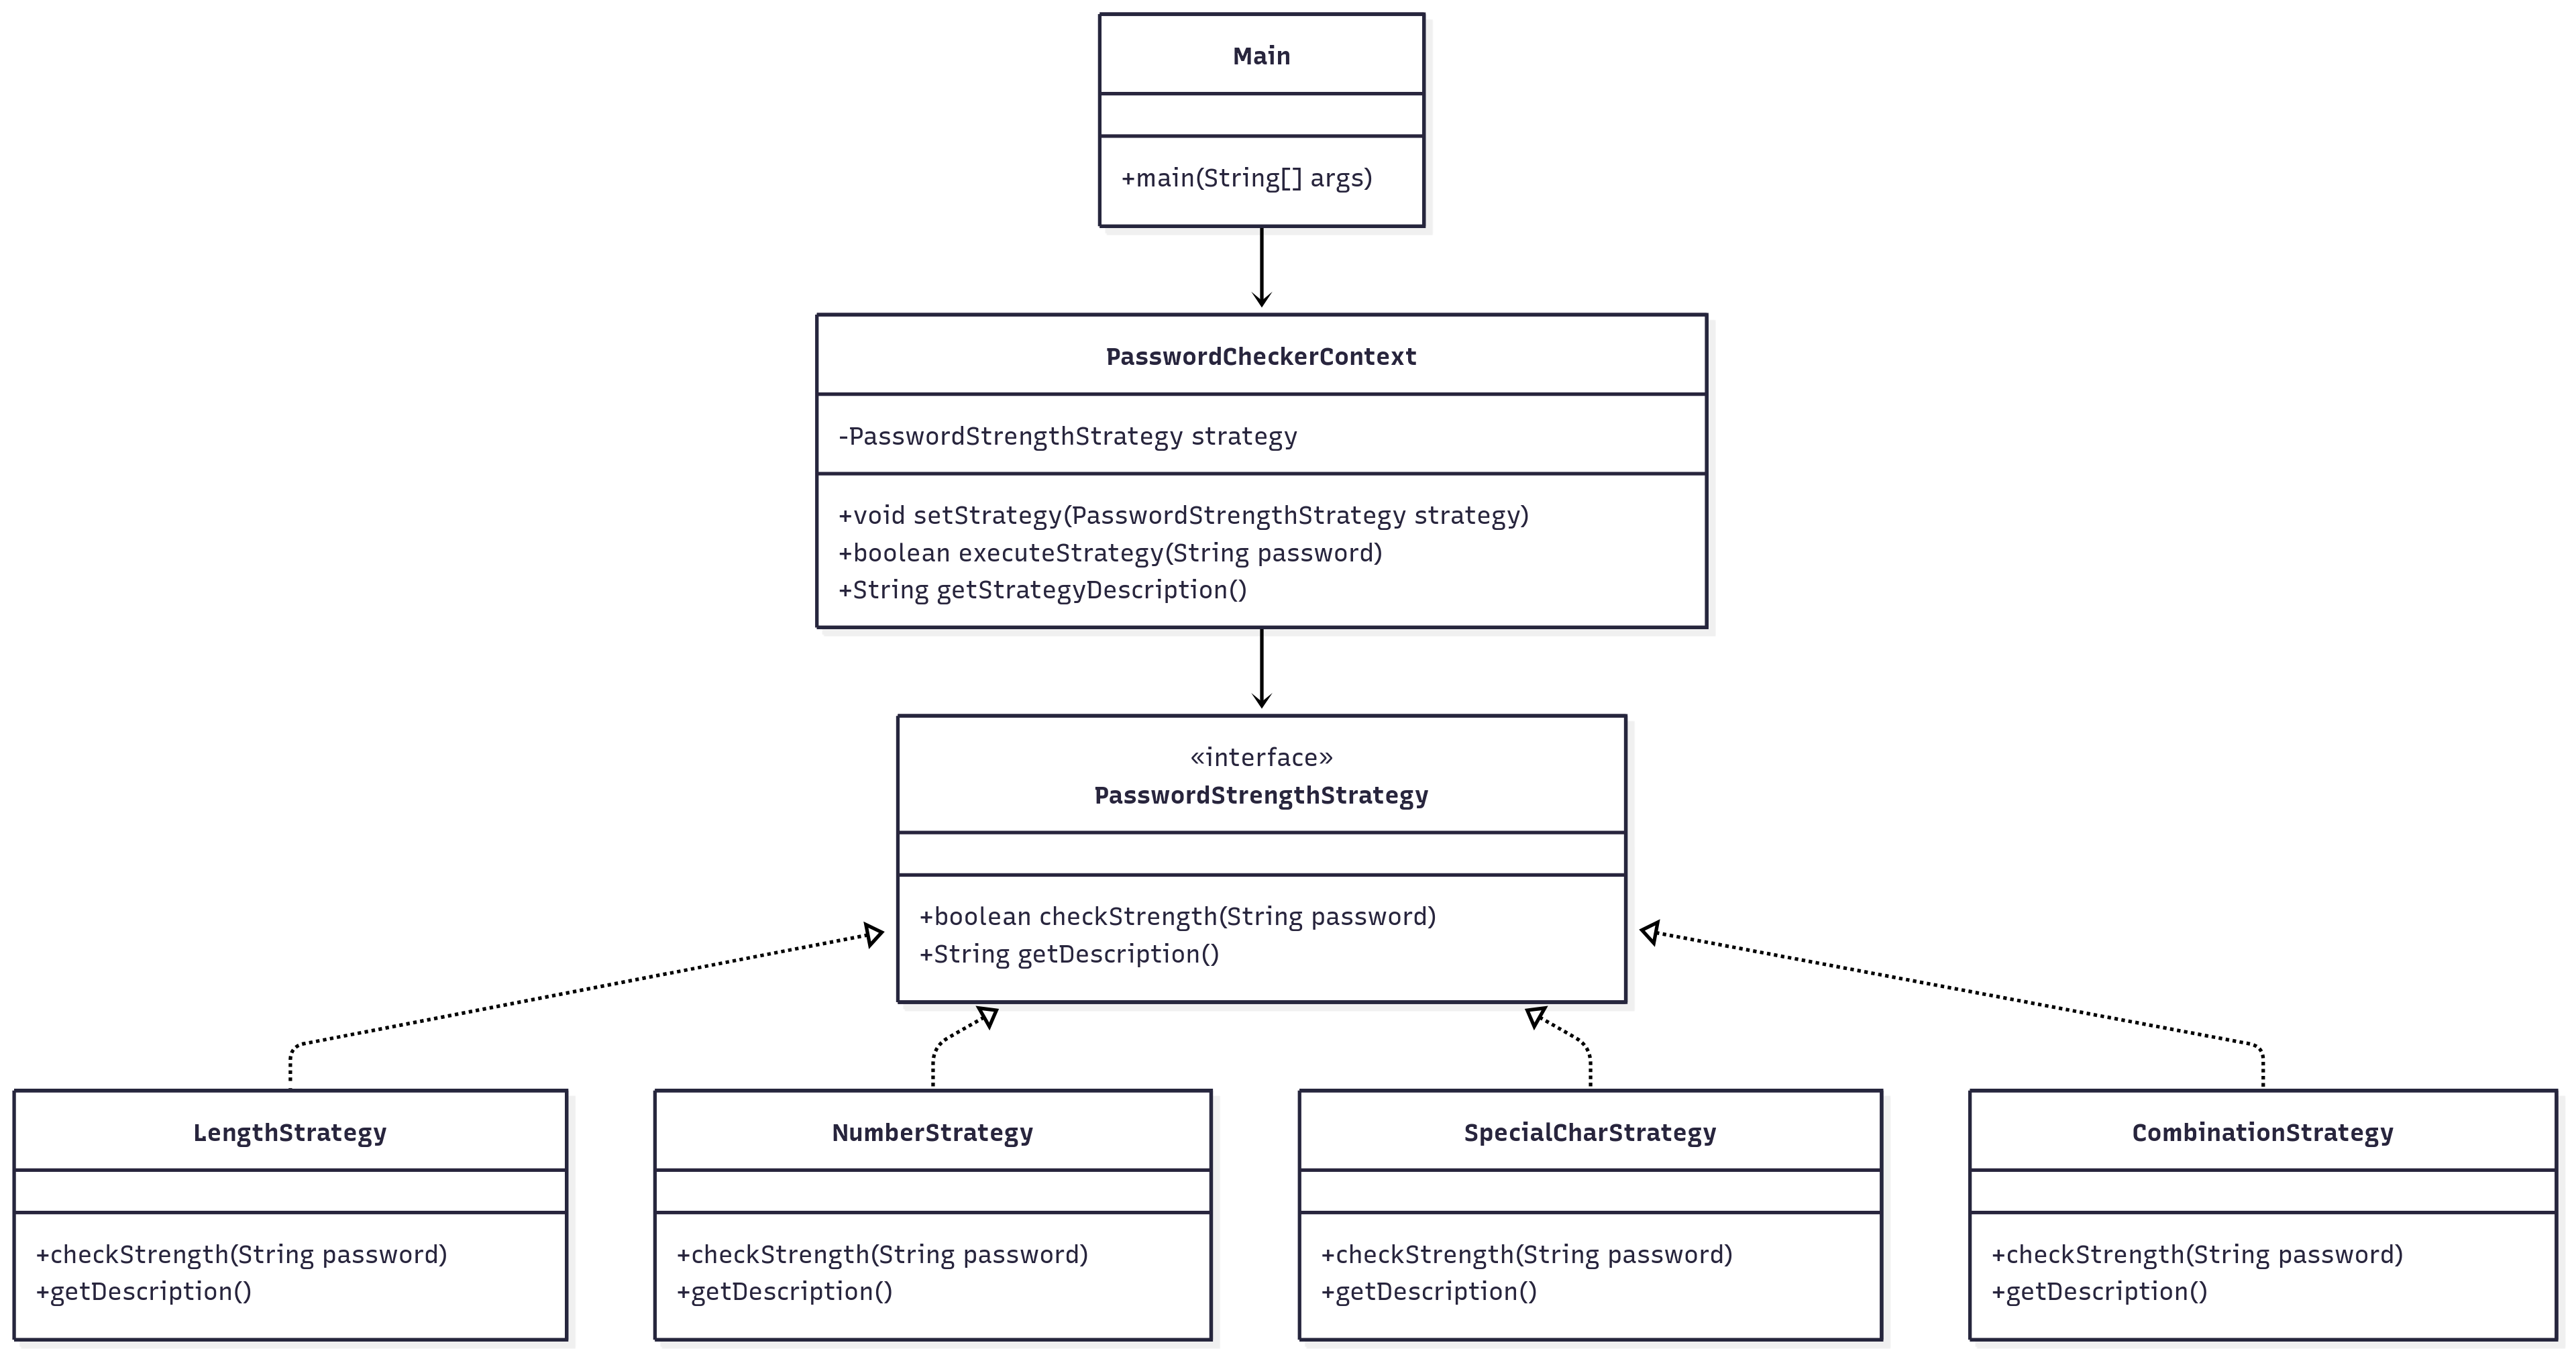 Main
+main(String[] args)
PasswordCheckerContext
-PasswordStrengthStrategy strategy
+void setStrategy(PasswordStrengthStrategy strategy)
+boolean executeStrategy(String password)
+String getStrategyDescription()
«interface»
PasswordStrengthStrategy
+boolean checkStrength(String password)
+String getDescription()
LengthStrategy
+checkStrength(String password)
+getDescription()
NumberStrategy
+checkStrength(String password)
+getDescription()
SpecialCharStrategy
+checkStrength(String password)
+getDescription()
CombinationStrategy
+checkStrength(String password)
+getDescription()